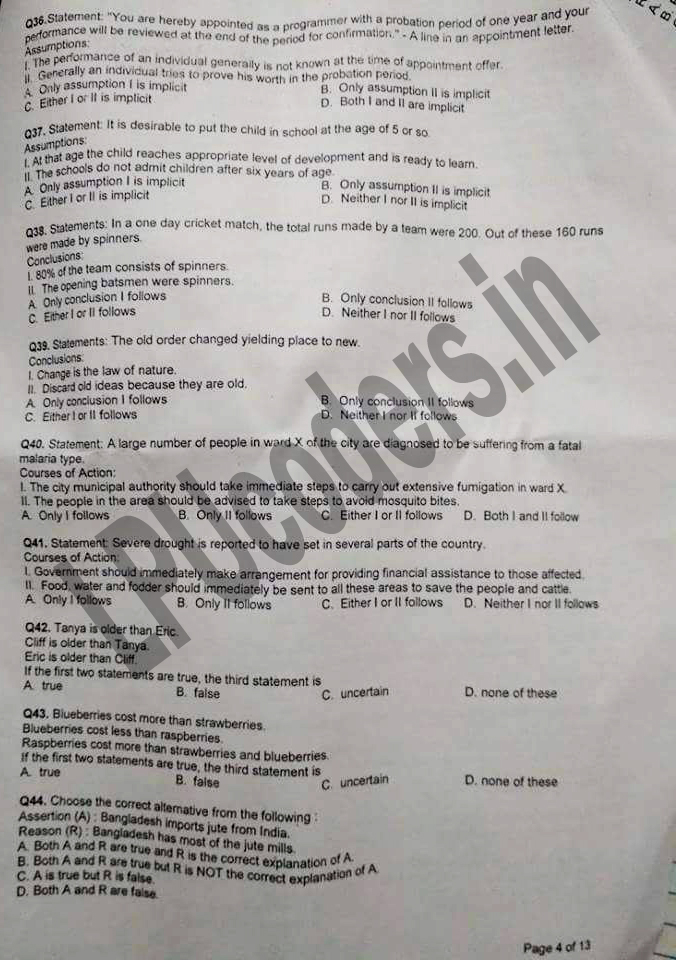 Q36.Statement: "You are hereby appointed as a programmer with a probation period of one year and your
performance will be reviewed at the end of the period for confirmation." - A line in an appointment letter.
Assumptions:
I. The performance of an individual generally is not known at the time of appointment offer.
II. Generally an individual tries to prove his worth in the probation period.
A. Only assumption I is implicit B. Only assumption II is implicit
C. Either I or II is implicit D. Both I and II are implicit
Q37. Statement: It is desirable to put the child in school at the age of 5 or so.
Assumptions:
I. At that age the child reaches appropriate level of development and is ready to learn.
II. The schools do not admit children after six years of age.
A. Only assumption I is implicit B. Only assumption II is implicit
C. Either I or II is implicit D. Neither I nor II is implicit
Q38. Statements: In a one day cricket match, the total runs made by a team were 200. Out of these 160 runs
were made by spinners.
Conclusions:
I. 80% of the team consists of spinners.
II. The opening batsmen were spinners.
A. Only conclusion I follows B. Only conclusion II follows
C. Either I or II follows D. Neither I nor II follows
Q39. Statements: The old order changed yielding place to new.
Conclusions:
I. Change is the law of nature.
II. Discard old ideas because they are old.
A. Only conclusion I follows B. Only conclusion II follows
C. Either I or II follows D. Neither I nor II follows
Q40. Statement: A large number of people in ward X of the city are diagnosed to be suffering from a fatal
malaria type.
Courses of Action:
I. The city municipal authority should take immediate steps to carry out extensive fumigation in ward X.
II. The people in the area should be advised to take steps to avoid mosquito bites.
A. Only I follows B. Only II follows C. Either I or II follows D. Both I and II follow
Q41. Statement: Severe drought is reported to have set in several parts of the country.
Courses of Action:
I. Government should immediately make arrangement for providing financial assistance to those affected.
II. Food, water and fodder should immediately be sent to all these areas to save the people and cattle.
A. Only I follows B. Only II follows C. Either I or II follows D. Neither I nor II follows
Q42. Tanya is older than Eric.
Cliff is older than Tanya.
Eric is older than Cliff.
If the first two statements are true, the third statement is
A. true B. false C. uncertain D. none of these
Q43. Blueberries cost more than strawberries.
Blueberries cost less than raspberries.
Raspberries cost more than strawberries and blueberries.
If the first two statements are true, the third statement is
A. true B. false C. uncertain D. none of these
Q44. Choose the correct alternative from the following :
Assertion (A) : Bangladesh imports jute from India.
Reason (R) : Bangladesh has most of the jute mills.
A. Both A and R are true and R is the correct explanation of A.
B. Both A and R are true but R is NOT the correct explanation of A.
C. A is true but R is false.
D. Both A and R are false.
Page 4 of 13